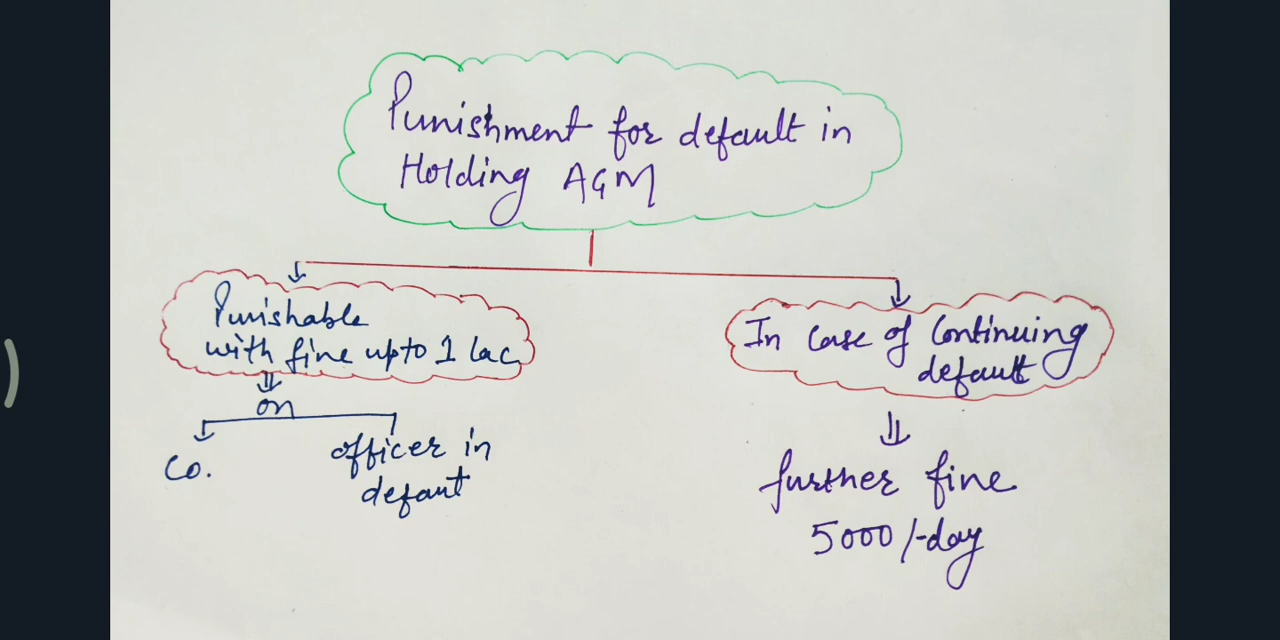 Punishment for default in
Holding AGM
Punishable
with fine upto 1 lac
on
Co.
officer in
defaut
In case of Continuing
default
further fine
5000/-day